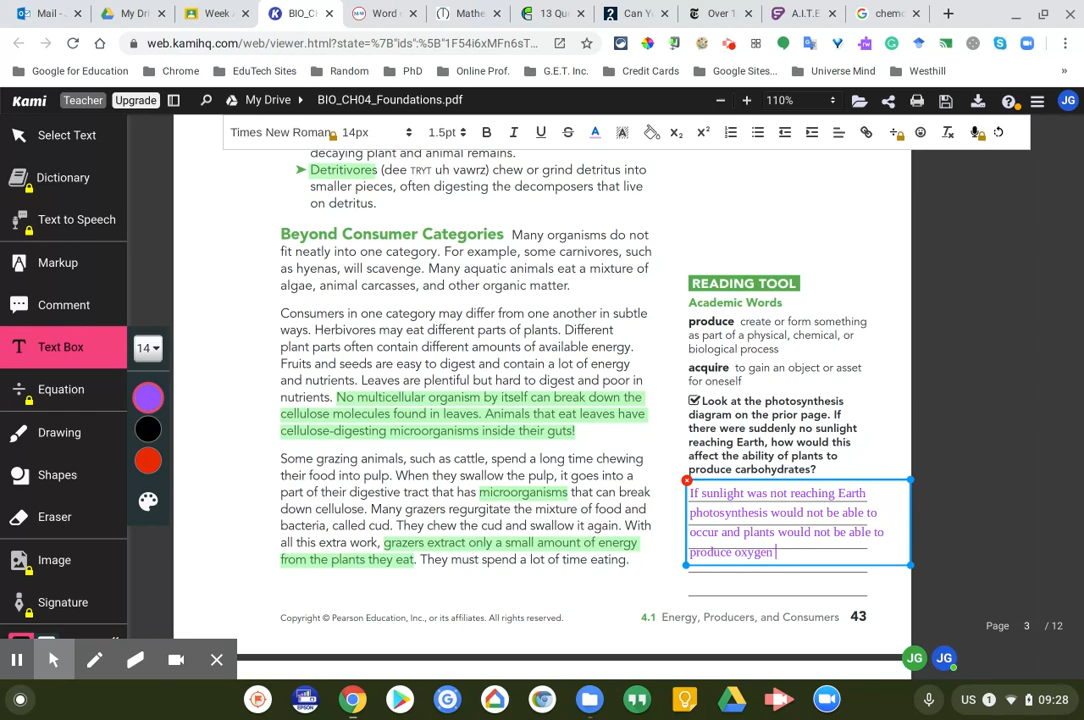 Mail -
My Dri
Week
BIO_CH
Word
Mathe
13 Qu
Can Y
Over 1
A.I.T.E
chemo
web.kamihq.com/web/viewer.html?state=%7B"ids":%5B"1F54i6xMFn6sT...
Google for Education
Chrome
EduTech Sites
Random
PhD
Online Prof.
G.E.T. Inc.
Credit Cards
Google Sites...
Universe Mind
Westhill
»
Kami
Teacher
Upgrade
My Drive
BIO_CH04_Foundations.pdf
110%
JG
Times New Roman
14px
1.5pt
Select Text
Dictionary
Text to Speech
Markup
Comment
Text Box
14
Equation
Drawing
Shapes
Eraser
Image
Signature
decaying plant and animal remains.
➤ Detritivores (dee TRYT uh vawrz) chew or grind detritus into
smaller pieces, often digesting the decomposers that live
on detritus.
Beyond Consumer Categories Many organisms do not
fit neatly into one category. For example, some carnivores, such
as hyenas, will scavenge. Many aquatic animals eat a mixture of
algae, animal carcasses, and other organic matter.
Consumers in one category may differ from one another in subtle
ways. Herbivores may eat different parts of plants. Different
plant parts often contain different amounts of available energy.
Fruits and seeds are easy to digest and contain a lot of energy
and nutrients. Leaves are plentiful but hard to digest and poor in
nutrients. No multicellular organism by itself can break down the
cellulose molecules found in leaves. Animals that eat leaves have
cellulose-digesting microorganisms inside their guts!
Some grazing animals, such as cattle, spend a long time chewing
their food into pulp. When they swallow the pulp, it goes into a
part of their digestive tract that has microorganisms that can break
down cellulose. Many grazers regurgitate the mixture of food and
bacteria, called cud. They chew the cud and swallow it again. With
all this extra work, grazers extract only a small amount of energy
from the plants they eat. They must spend a lot of time eating.
READING TOOL
Academic Words
produce create or form something
as part of a physical, chemical, or
biological process
acquire to gain an object or asset
for oneself
Look at the photosynthesis
diagram on the prior page. If
there were suddenly no sunlight
reaching Earth, how would this
affect the ability of plants to
produce carbohydrates?
If sunlight was not reaching Earth
photosynthesis would not be able to
occur and plants would not be able to
produce oxygen
Copyright © Pearson Education, Inc., or its affiliates. All rights reserved.
4.1 Energy, Producers, and Consumers 43
Page 3 / 12
JG
JG
US
1
09:28